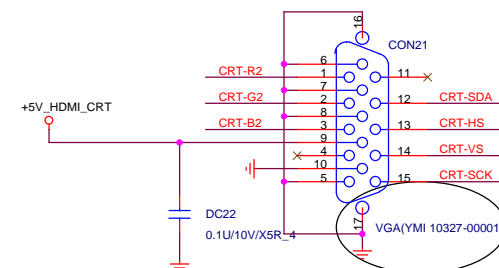 16
CON21
6
CRT-R2 1 11
7
+5V_HDMI_CRT CRT-G2 2 12 CRT-SDA
8
CRT-B2 3 13 CRT-HS
9
4 14 CRT-VS
10
5 15 CRT-SCK
DC22
0.1U/10V/X5R_4
17
VGA(YMI 10327-00001